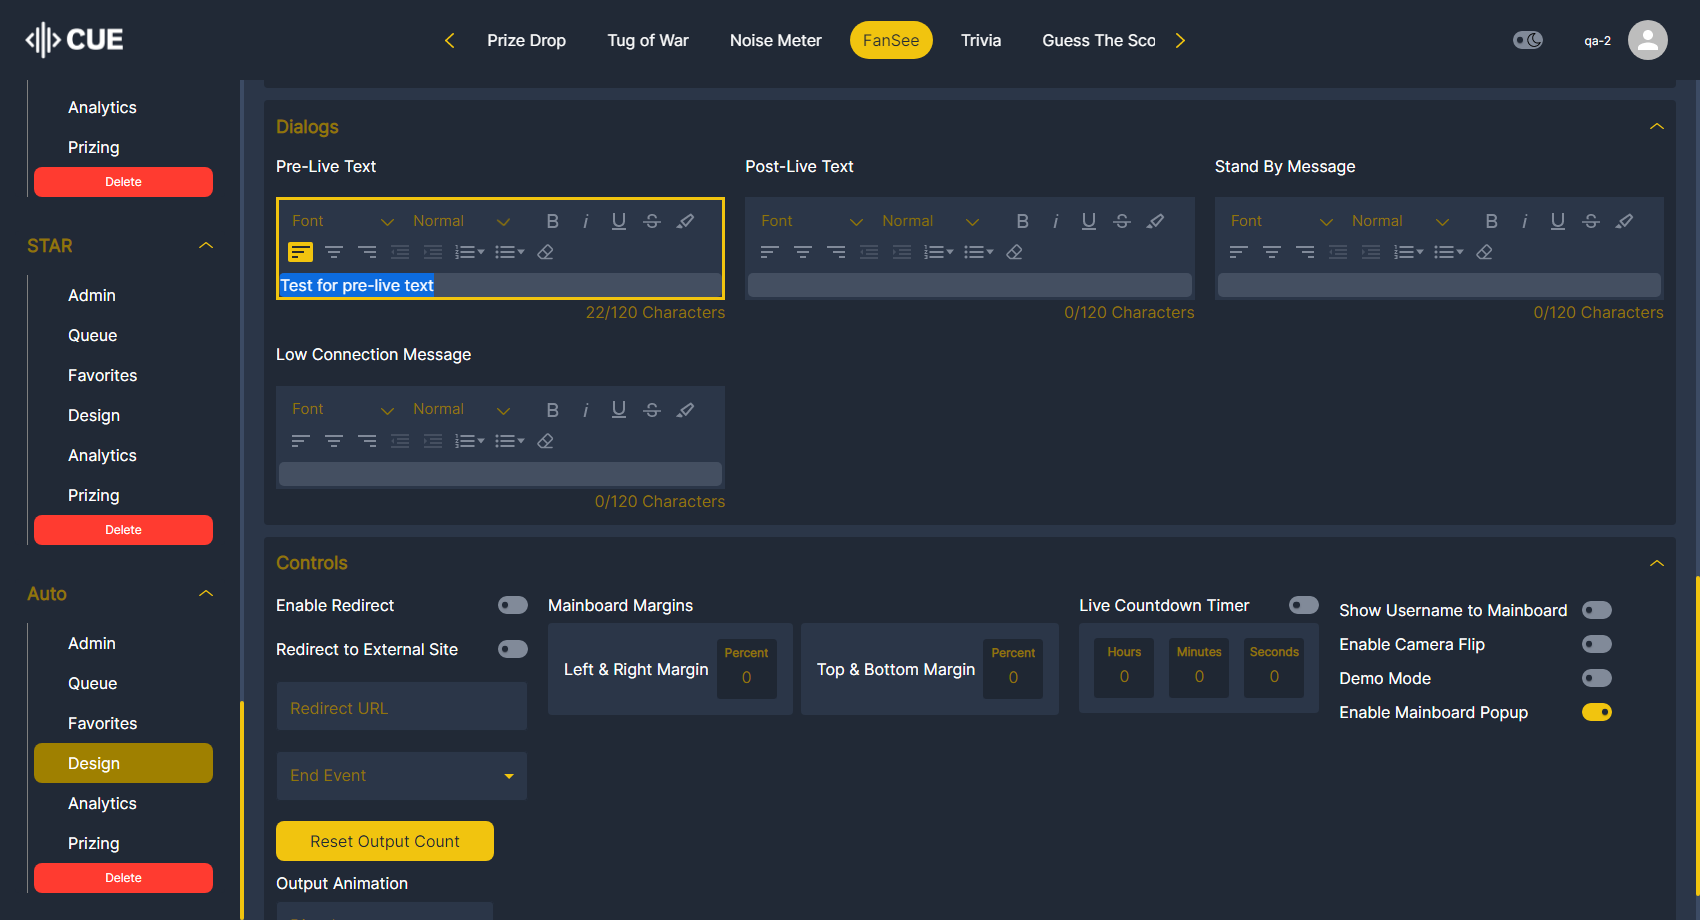 CUE
Prize Drop
Tug of War
Noise Meter
FanSee
Trivia
Guess The Sco
qa-2
Analytics
Prizing
Delete
STAR
Admin
Queue
Favorites
Design
Analytics
Prizing
Delete
Auto
Admin
Queue
Favorites
Design
Analytics
Prizing
Delete
Dialogs
Pre-Live Text
Font
Normal
Test for pre-live text
22/120 Characters
Post-Live Text
Font
Normal
0/120 Characters
Stand By Message
Font
Normal
0/120 Characters
Low Connection Message
Font
Normal
0/120 Characters
Controls
Enable Redirect
Redirect to External Site
Redirect URL
End Event
Reset Output Count
Output Animation
Mainboard Margins
Left & Right Margin
Percent
0
Top & Bottom Margin
Percent
0
Live Countdown Timer
Hours
0
Minutes
0
Seconds
0
Show Username to Mainboard
Enable Camera Flip
Demo Mode
Enable Mainboard Popup